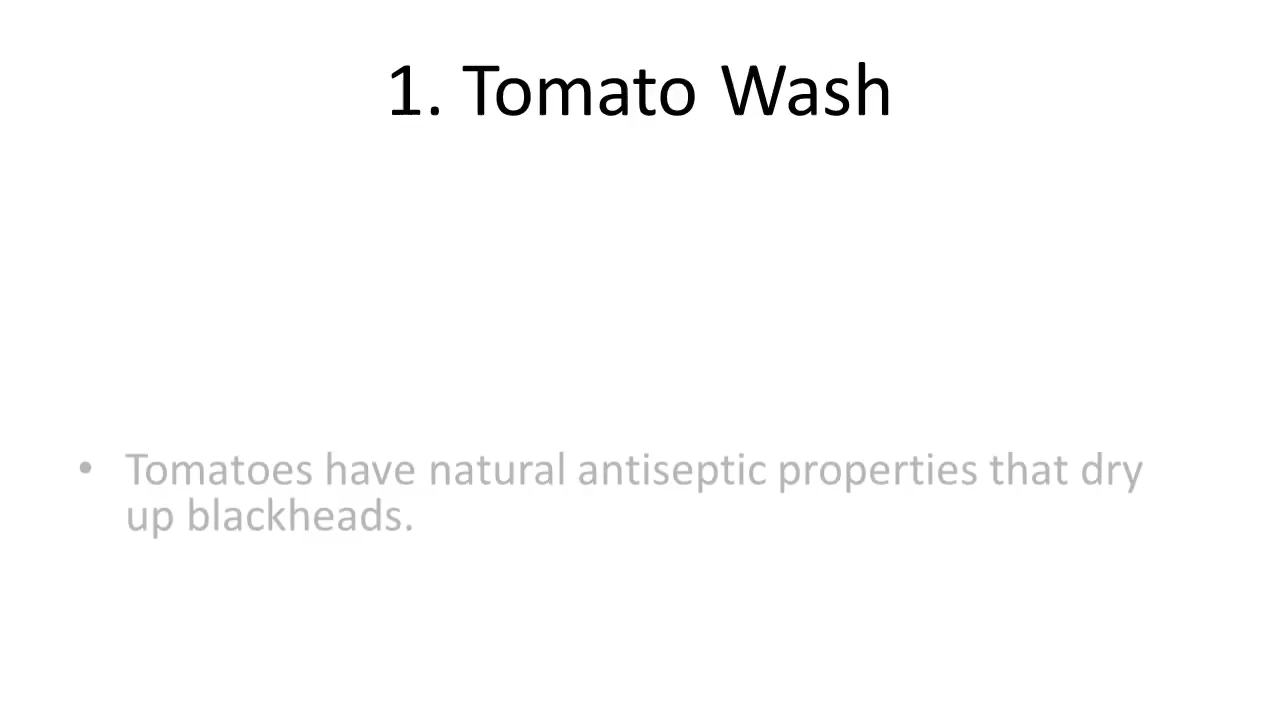 1. Tomato Wash
• Tomatoes have natural antiseptic properties that dry
up blackheads.